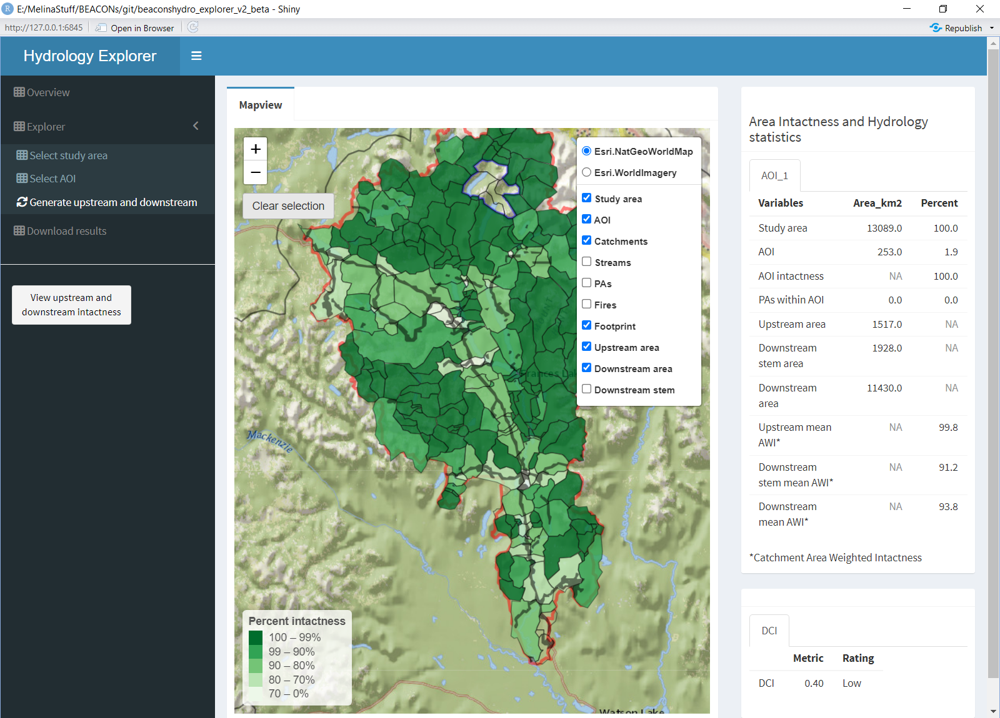 E:/MelinaStuff/BEACONs/git/beaconshydro_explorer_v2_beta - Shiny
http://127.0.0.1:6845
Open in Browser
Republish
Hydrology Explorer
Overview
Explorer
Select study area
Select AOI
Generate upstream and downstream
Download results
View upstream and
downstream intactness
Mapview
+
−
Clear selection
Esri.NatGeoWorldMap
Esri.WorldImagery
Study area
AOI
Catchments
Streams
PAs
Fires
Footprint
Upstream area
Downstream area
Downstream stem
Frances Lak
Mackenzie
Watson Lake
Percent intactness
100 – 99%
99 – 90%
90 – 80%
80 – 70%
70 – 0%
Area Intactness and Hydrology
statistics
AOI_1
Variables Area_km2 Percent
Study area 13089.0 100.0
AOI 253.0 1.9
AOI intactness NA 100.0
PAs within AOI 0.0 0.0
Upstream area 1517.0 NA
Downstream
stem area 1928.0 NA
Downstream
area 11430.0 NA
Upstream mean
AWI* NA 99.8
Downstream
stem mean AWI* NA 91.2
Downstream
mean AWI* NA 93.8
*Catchment Area Weighted Intactness
DCI
Metric Rating
DCI 0.40 Low